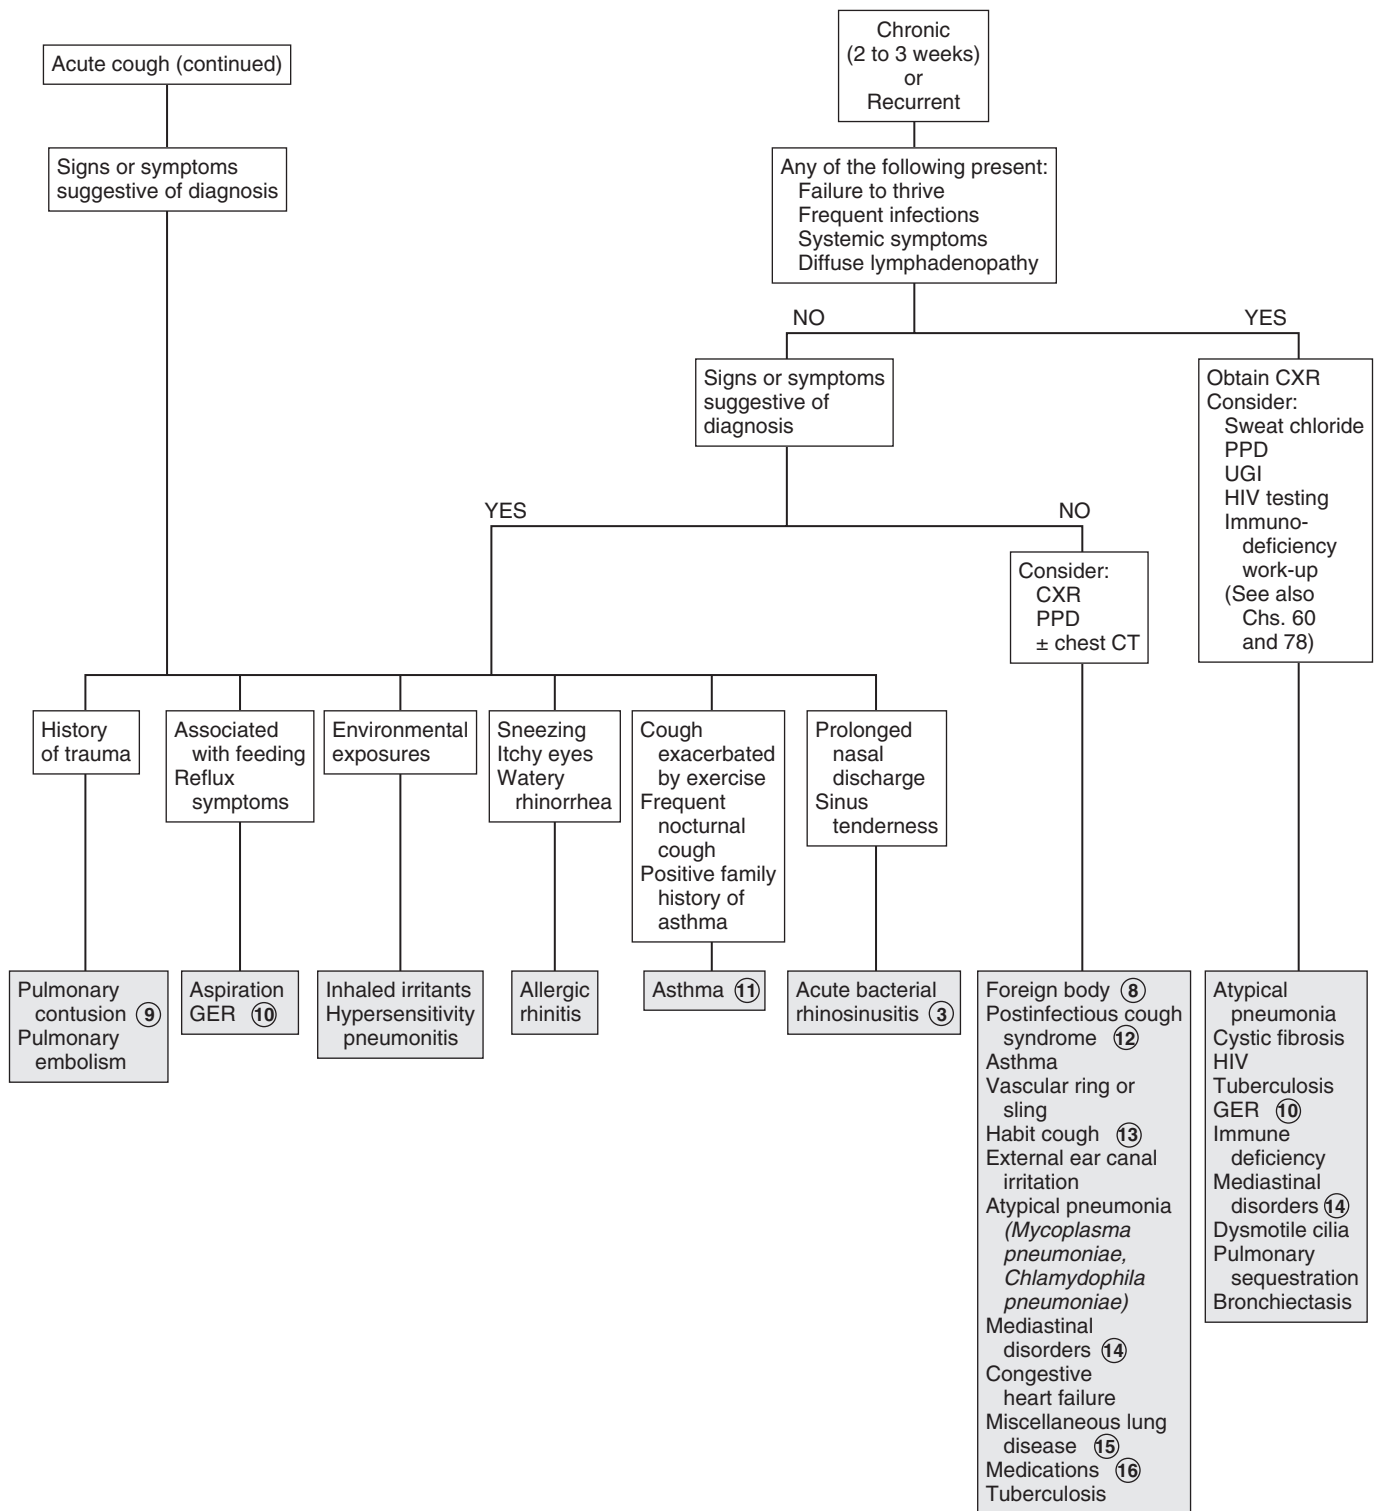 Acute cough (continued)
Signs or symptoms
suggestive of diagnosis
Chronic
(2 to 3 weeks)
or
Recurrent
Any of the following present:
Failure to thrive
Frequent infections
Systemic symptoms
Diffuse lymphadenopathy
NO
YES
Signs or symptoms
suggestive of
diagnosis
Obtain CXR
Consider:
Sweat chloride
PPD
UGI
HIV testing
Immuno-
deficiency
work-up
(See also
Chs. 60
and 78)
YES
NO
Consider:
CXR
PPD
± chest CT
History
of trauma
Associated
with feeding
Reflux
symptoms
Environmental
exposures
Sneezing
Itchy eyes
Watery
rhinorrhea
Cough
exacerbated
by exercise
Frequent
nocturnal
cough
Positive family
history of
asthma
Prolonged
nasal
discharge
Sinus
tenderness
Pulmonary
contusion 9
Pulmonary
embolism
Aspiration
GER 10
Inhaled irritants
Hypersensitivity
pneumonitis
Allergic
rhinitis
Asthma 11
Acute bacterial
rhinosinusitis 3
Foreign body 8
Postinfectious cough
syndrome 12
Asthma
Vascular ring or
sling
Habit cough 13
External ear canal
irritation
Atypical pneumonia
(Mycoplasma
pneumoniae,
Chlamydophila
pneumoniae)
Mediastinal
disorders 14
Congestive
heart failure
Miscellaneous lung
disease 15
Medications 16
Tuberculosis
Atypical
pneumonia
Cystic fibrosis
HIV
Tuberculosis
GER 10
Immune
deficiency
Mediastinal
disorders 14
Dysmotile cilia
Pulmonary
sequestration
Bronchiectasis